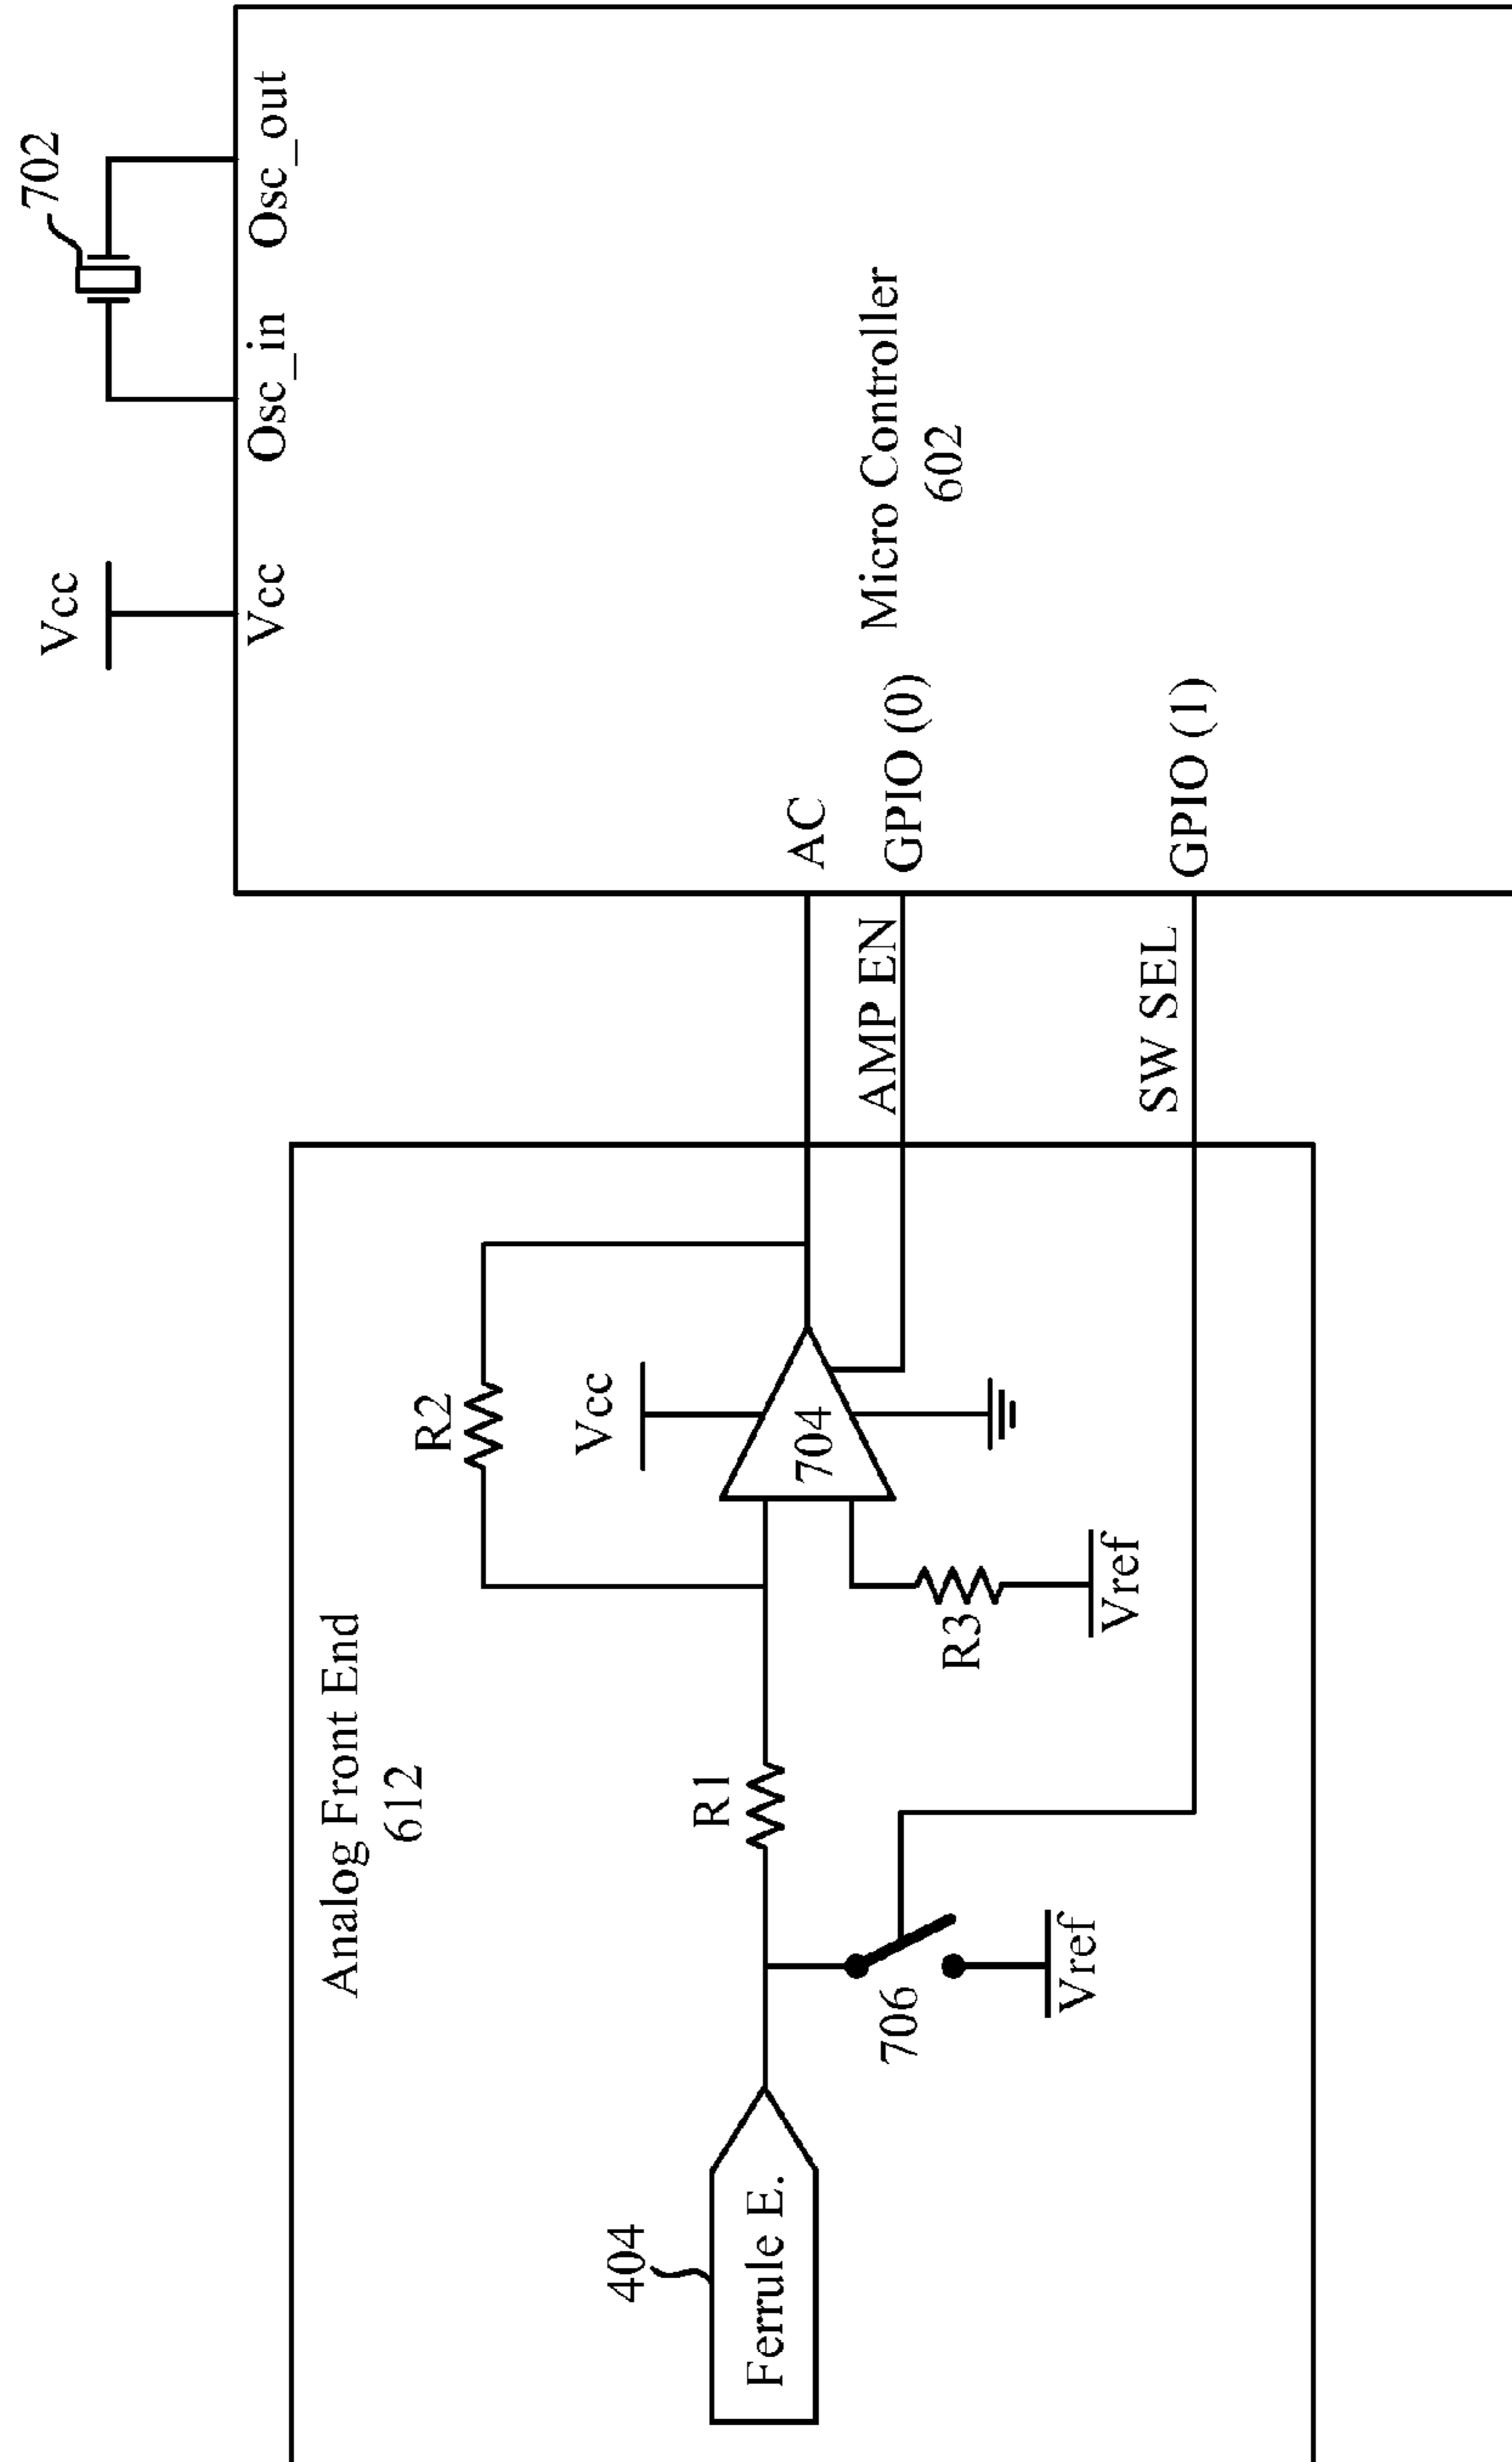 702
Vcc
Vcc
Osc_in
Osc_out
Micro Controller
602
AC
GPIO (0)
GPIO (1)
AMP EN
SW SEL
Analog Front End
612
R2
Vcc
704
R1
R3
Vref
706
Vref
404
Ferrule E.